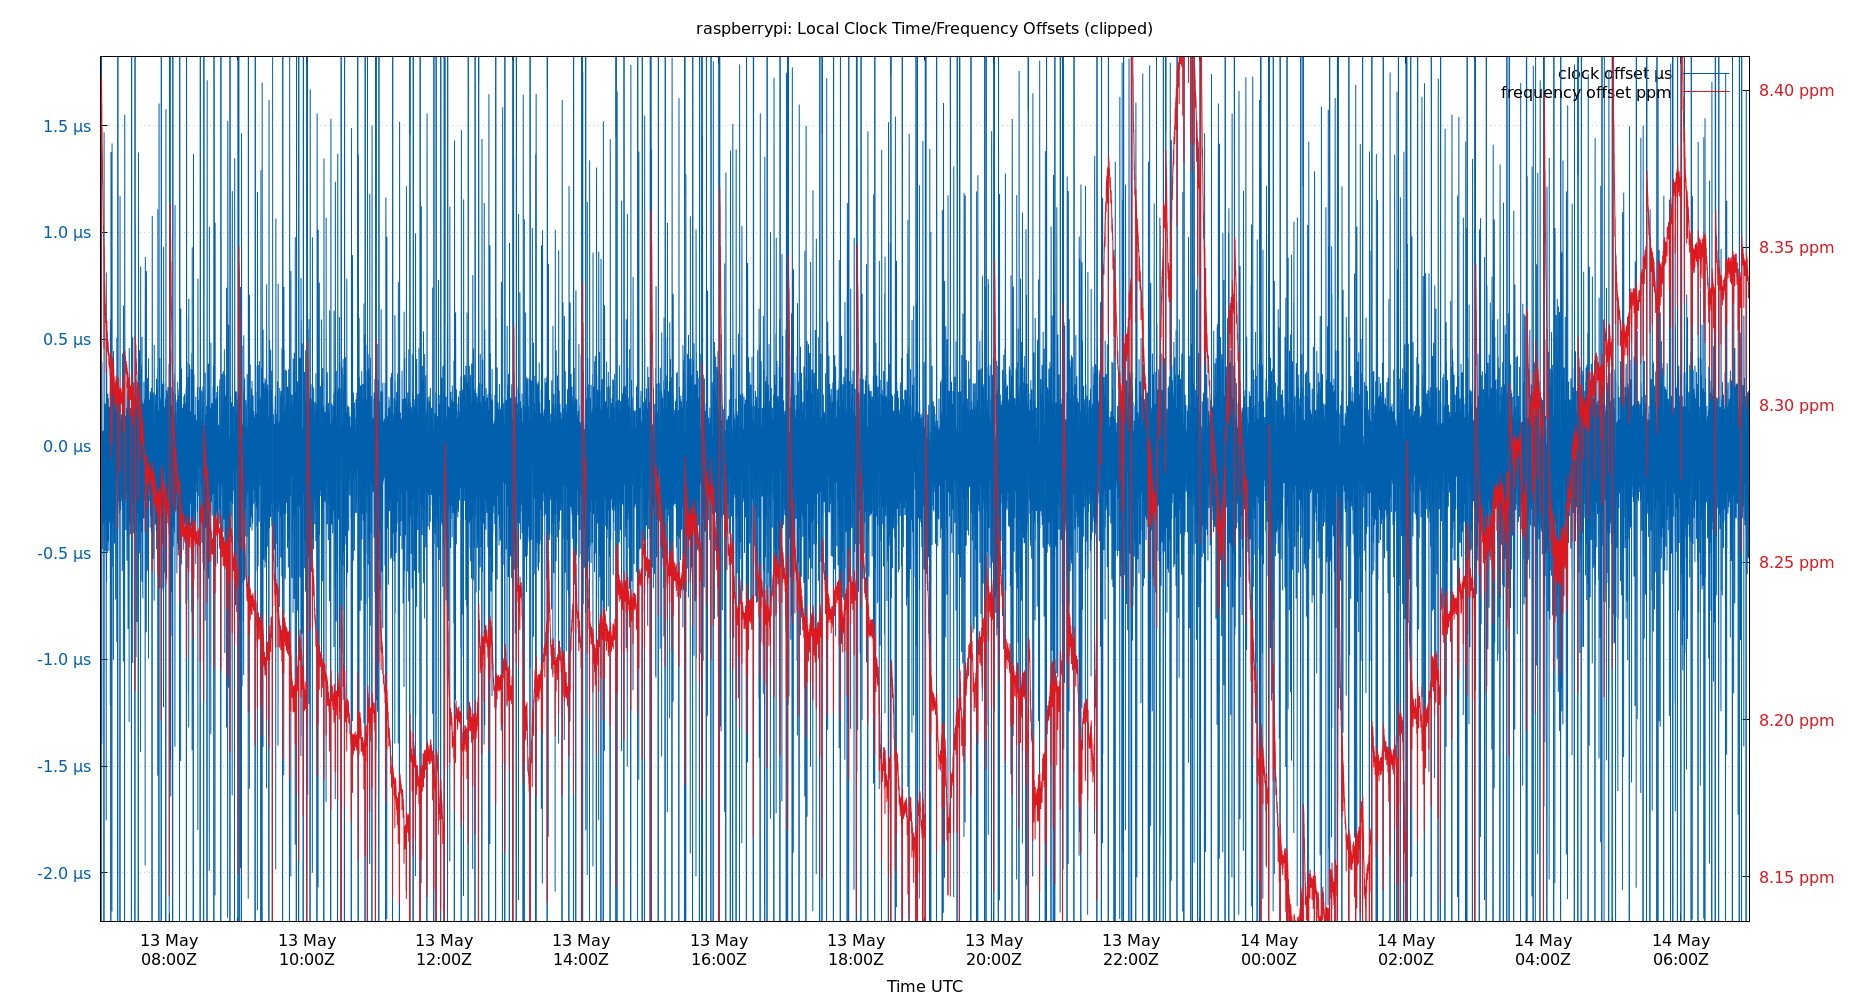 raspberrypi: Local Clock Time/Frequency Offsets (clipped)
clock offset µs
frequency offset ppm
1.5 µs
1.0 µs
0.5 µs
0.0 µs
-0.5 µs
-1.0 µs
-1.5 µs
-2.0 µs
8.40 ppm
8.35 ppm
8.30 ppm
8.25 ppm
8.20 ppm
8.15 ppm
13 May 13 May 13 May 13 May 13 May 13 May 13 May 13 May 14 May 14 May 14 May 14 May
08:00Z 10:00Z 12:00Z 14:00Z 16:00Z 18:00Z 20:00Z 22:00Z 00:00Z 02:00Z 04:00Z 06:00Z
Time UTC